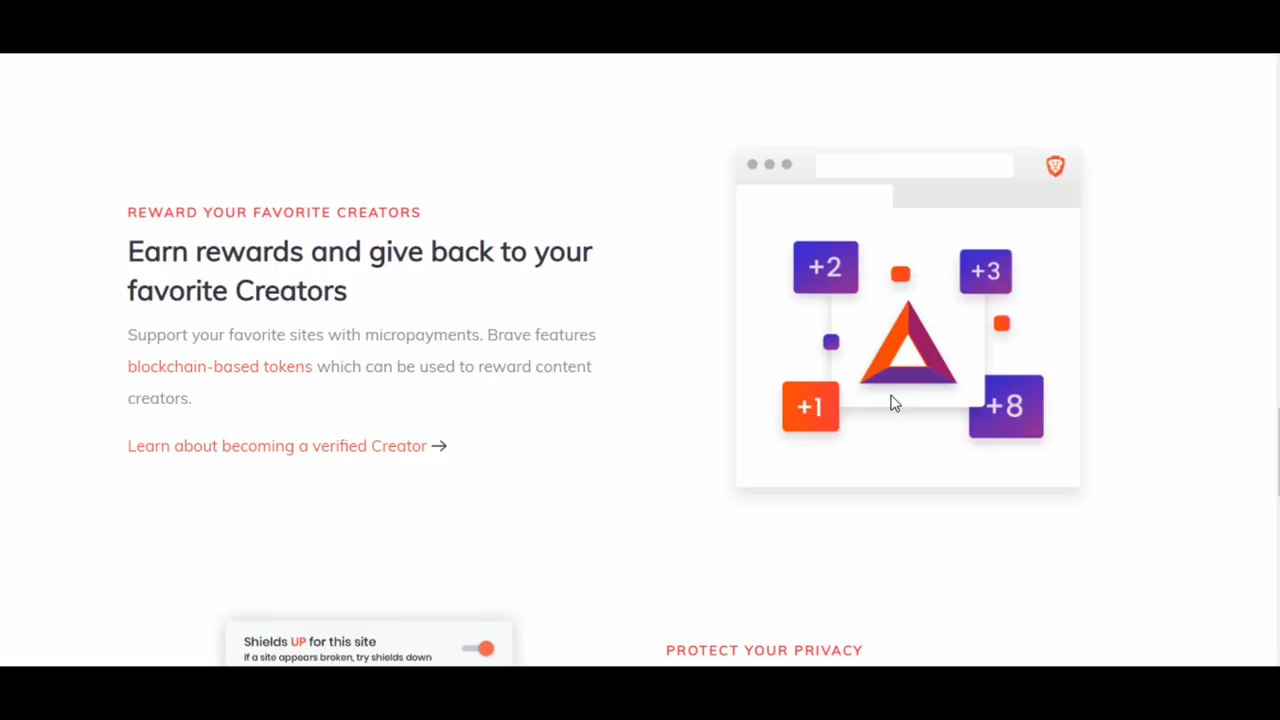 REWARD YOUR FAVORITE CREATORS
Earn rewards and give back to your
favorite Creators
Support your favorite sites with micropayments. Brave features
blockchain-based tokens which can be used to reward content
creators.
Learn about becoming a verified Creator →
+2
+3
+1
+8
Shields UP for this site
If a site appears broken, try shields down
PROTECT YOUR PRIVACY